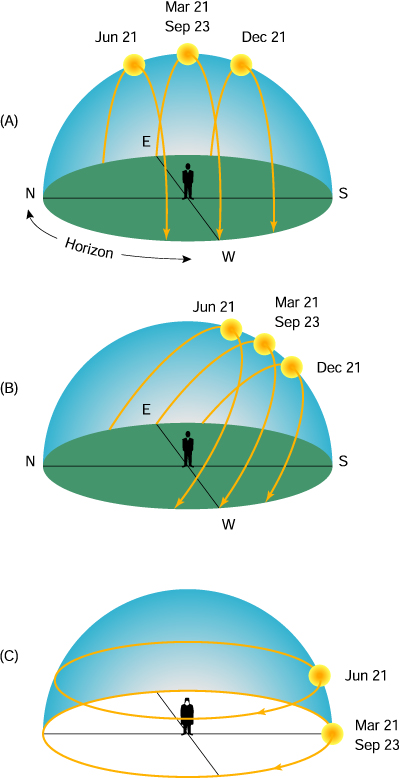 Mar 21
Sep 23
Jun 21
Dec 21
(A)
E
N
S
Horizon
W
Mar 21
Sep 23
Jun 21
Dec 21
(B)
E
N
S
W
(C)
Jun 21
Mar 21
Sep 23